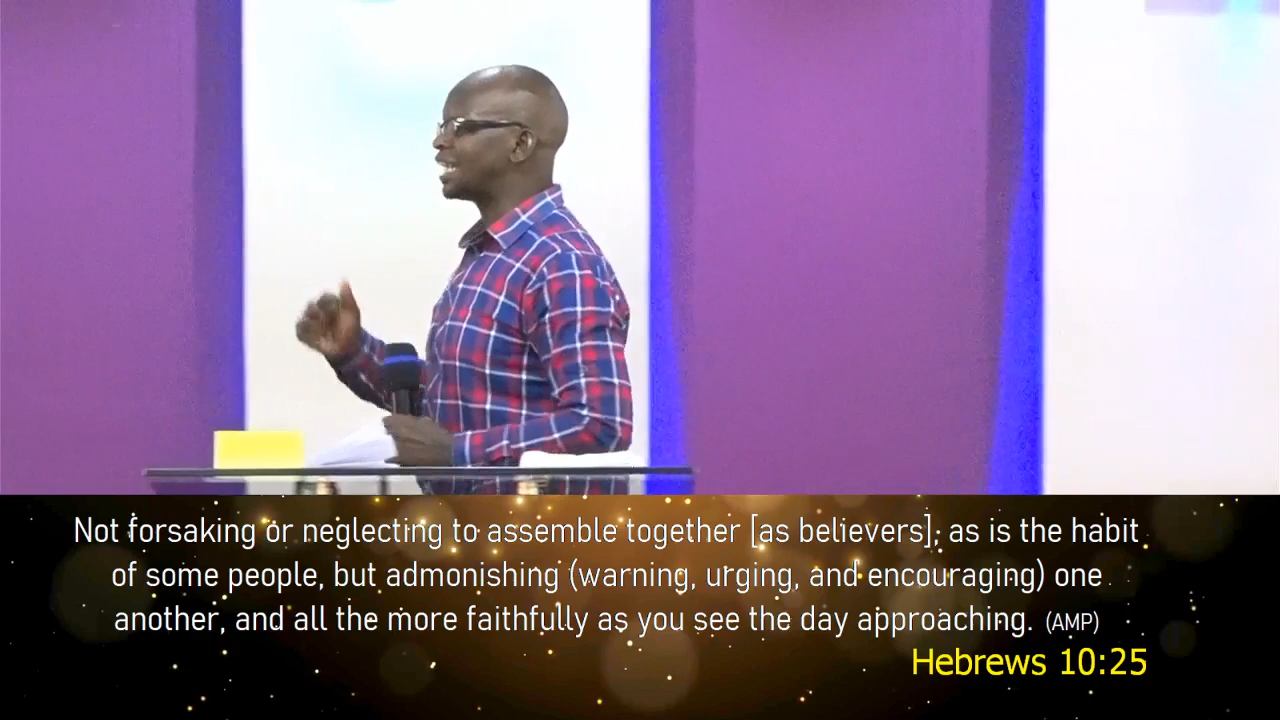 Not forsaking or neglecting to assemble together [as believers], as is the habit
of some people, but admonishing (warning, urging, and encouraging) one
another, and all the more faithfully as you see the day approaching. (AMP)
Hebrews 10:25